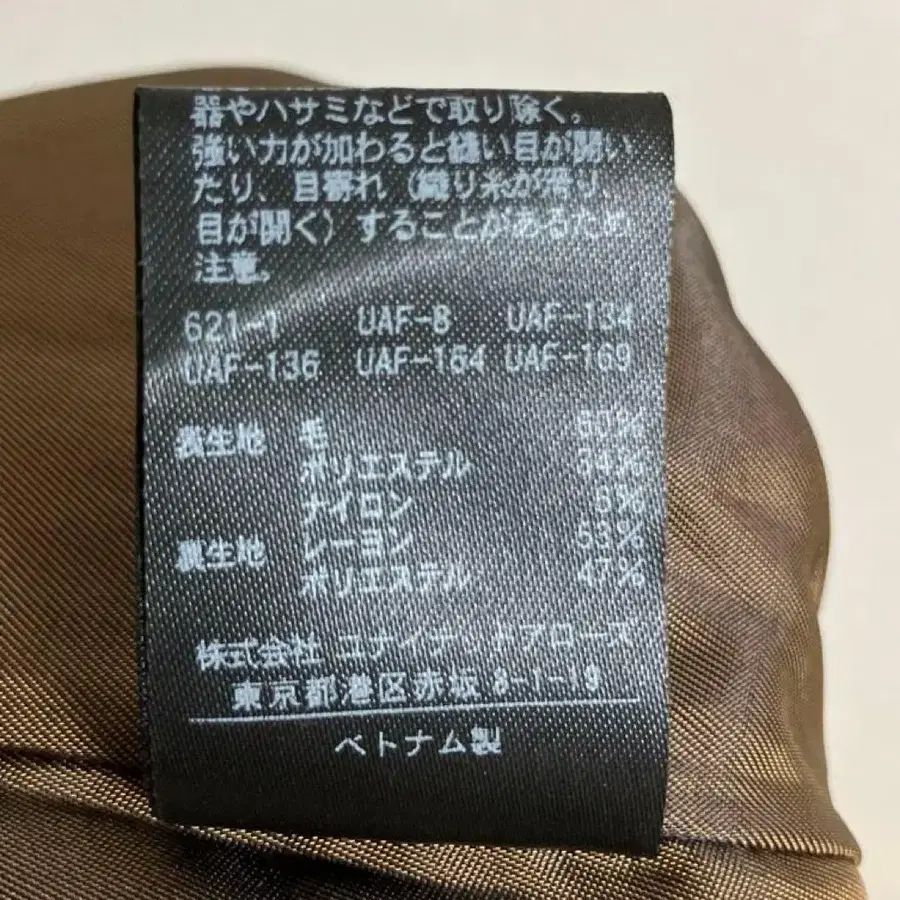 器やハサミなどで取り除く。
強い力が加わると縫い目が開い
たり、目寄れ（織り糸が滑り、
目が開く）することがあるため
注意。
621-1 UAF-8 UAF-134
UAF-136 UAF-164 UAF-169
表生地 毛 60%
ポリエステル 34%
ナイロン 6%
裏生地 レーヨン 53%
ポリエステル 47%
株式会社 ユナイテッドアローズ
東京都港区赤坂8-1-19
ベトナム製